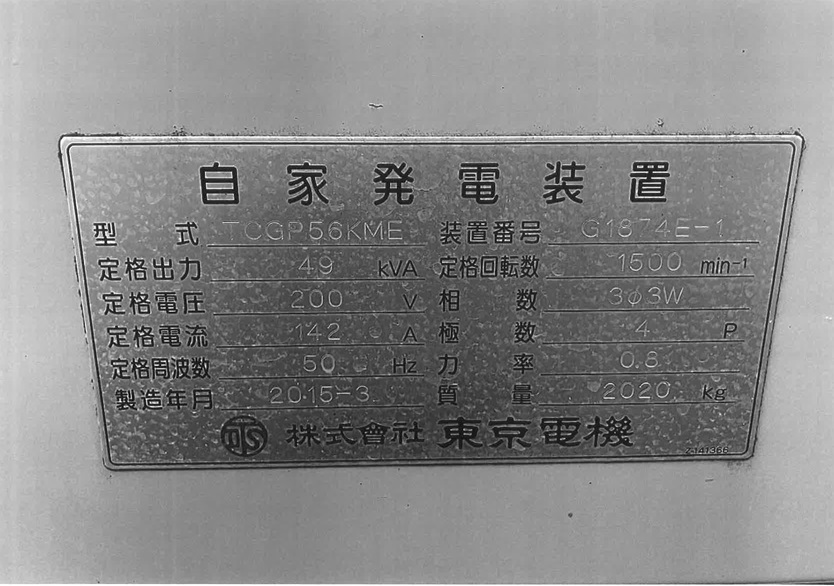 自家発電装置
型式 TCGP56KME 装置番号 G1874E-1
定格出力 49 kVA 定格回転数 1500 min-1
定格電圧 200 V 相数 3φ3W
定格電流 142 A 極数 4 P
定格周波数 50 Hz 力率 0.8
製造年月 2015-3 質量 2020 kg
株式會社 東京電機